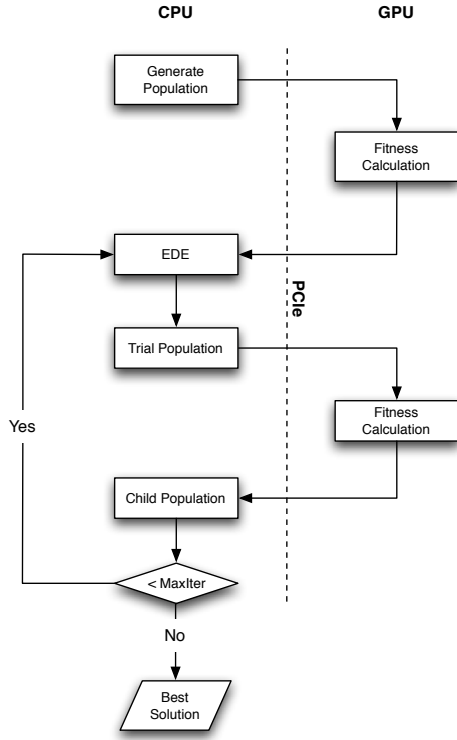 CPU
GPU
Generate
Population
Fitness
Calculation
EDE
PCIe
Trial Population
Fitness
Calculation
Yes
Child Population
< MaxIter
No
Best
Solution